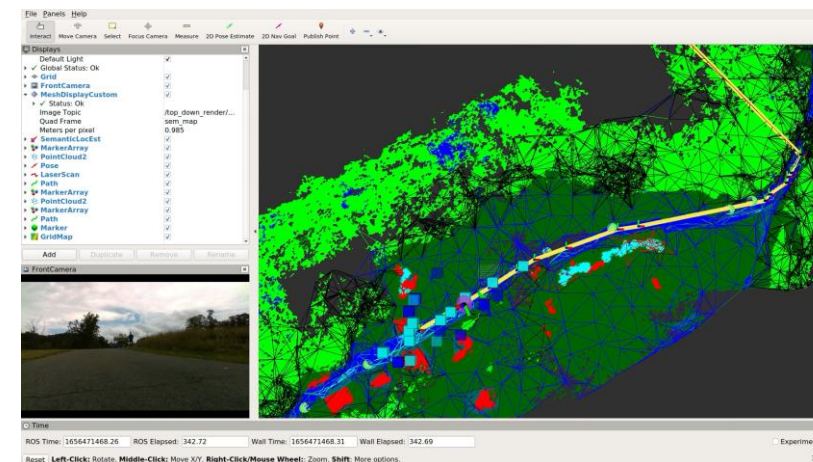 File Panels Help
Interact Move Camera Select Focus Camera Measure 2D Pose Estimate 2D Nav Goal Publish Point
Displays
Default Light
Global Status: Ok
Grid
FrontCamera
MeshDisplayCustom
Status: Ok
Image Topic /top_down_render/...
Quad Frame sem_map
Meters per pixel 0.985
SemanticLocEst
MarkerArray
PointCloud2
Pose
LaserScan
Path
MarkerArray
PointCloud2
MarkerArray
Path
Marker
GridMap
Add Duplicate Remove Rename
FrontCamera
Time
ROS Time: 1656471468.26 ROS Elapsed: 342.72 Wall Time: 1656471468.31 Wall Elapsed: 342.69 Experime
Reset Left-Click: Rotate. Middle-Click: Move X/Y. Right-Click/Mouse Wheel:: Zoom. Shift: More options.